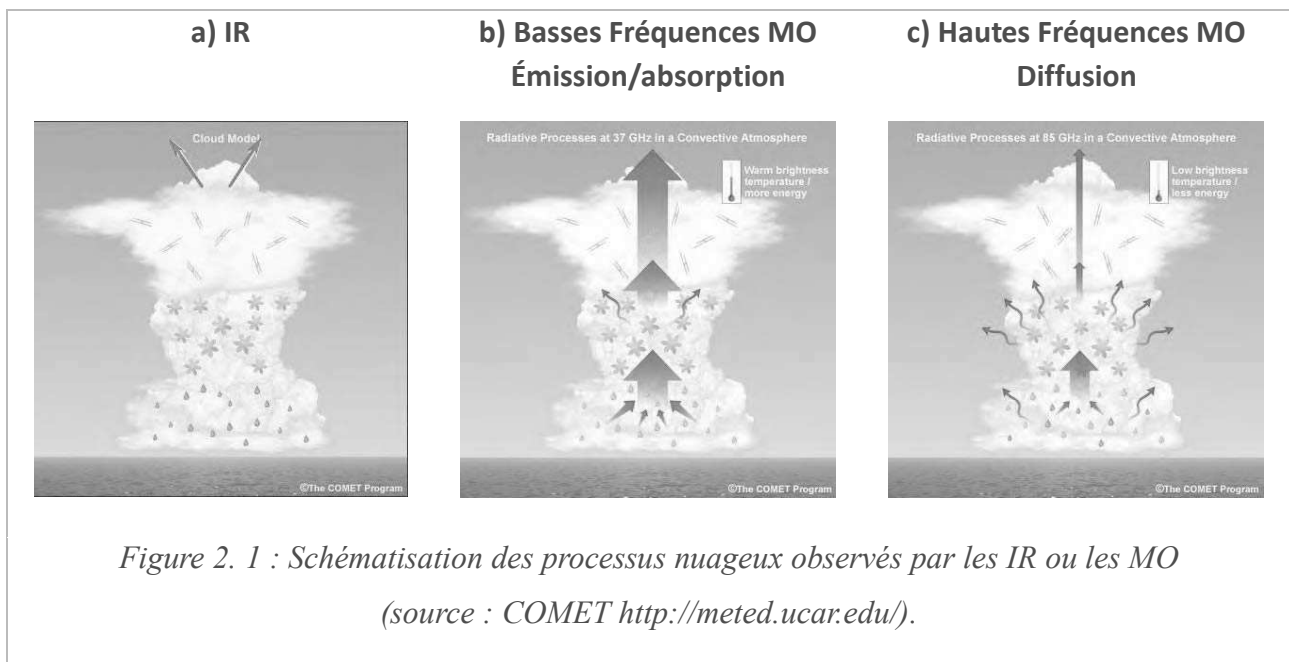 a) IR
b) Basses Fréquences MO
Émission/absorption
c) Hautes Fréquences MO
Diffusion
Cloud Model
©The COMET Program
Radiative Processes at 37 GHz in a Convective Atmosphere
Warm brightness
temperature /
more energy
©The COMET Program
Radiative Processes at 85 GHz in a Convective Atmosphere
Low brightness
temperature /
less energy
©The COMET Program
Figure 2. 1 : Schématisation des processus nuageux observés par les IR ou les MO
(source : COMET http://meted.ucar.edu/).